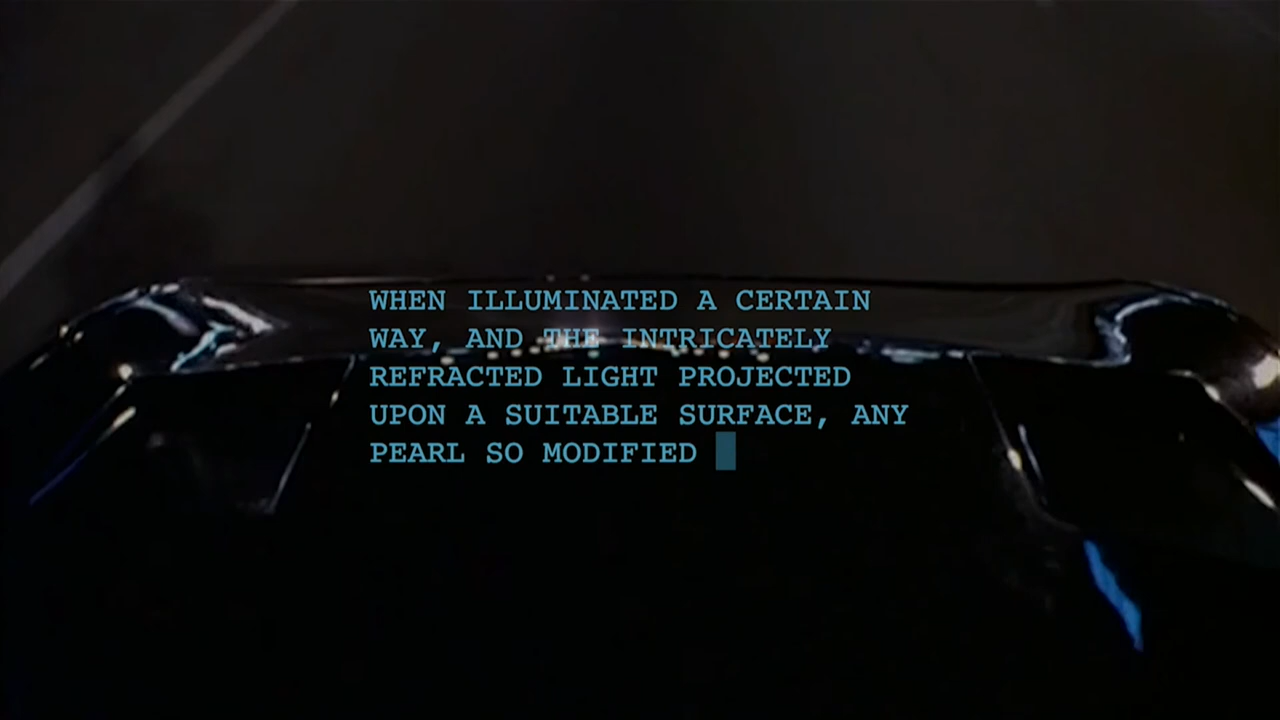 WHEN ILLUMINATED A CERTAIN
WAY, AND THE INTRICATELY
REFRACTED LIGHT PROJECTED
UPON A SUITABLE SURFACE, ANY
PEARL SO MODIFIED